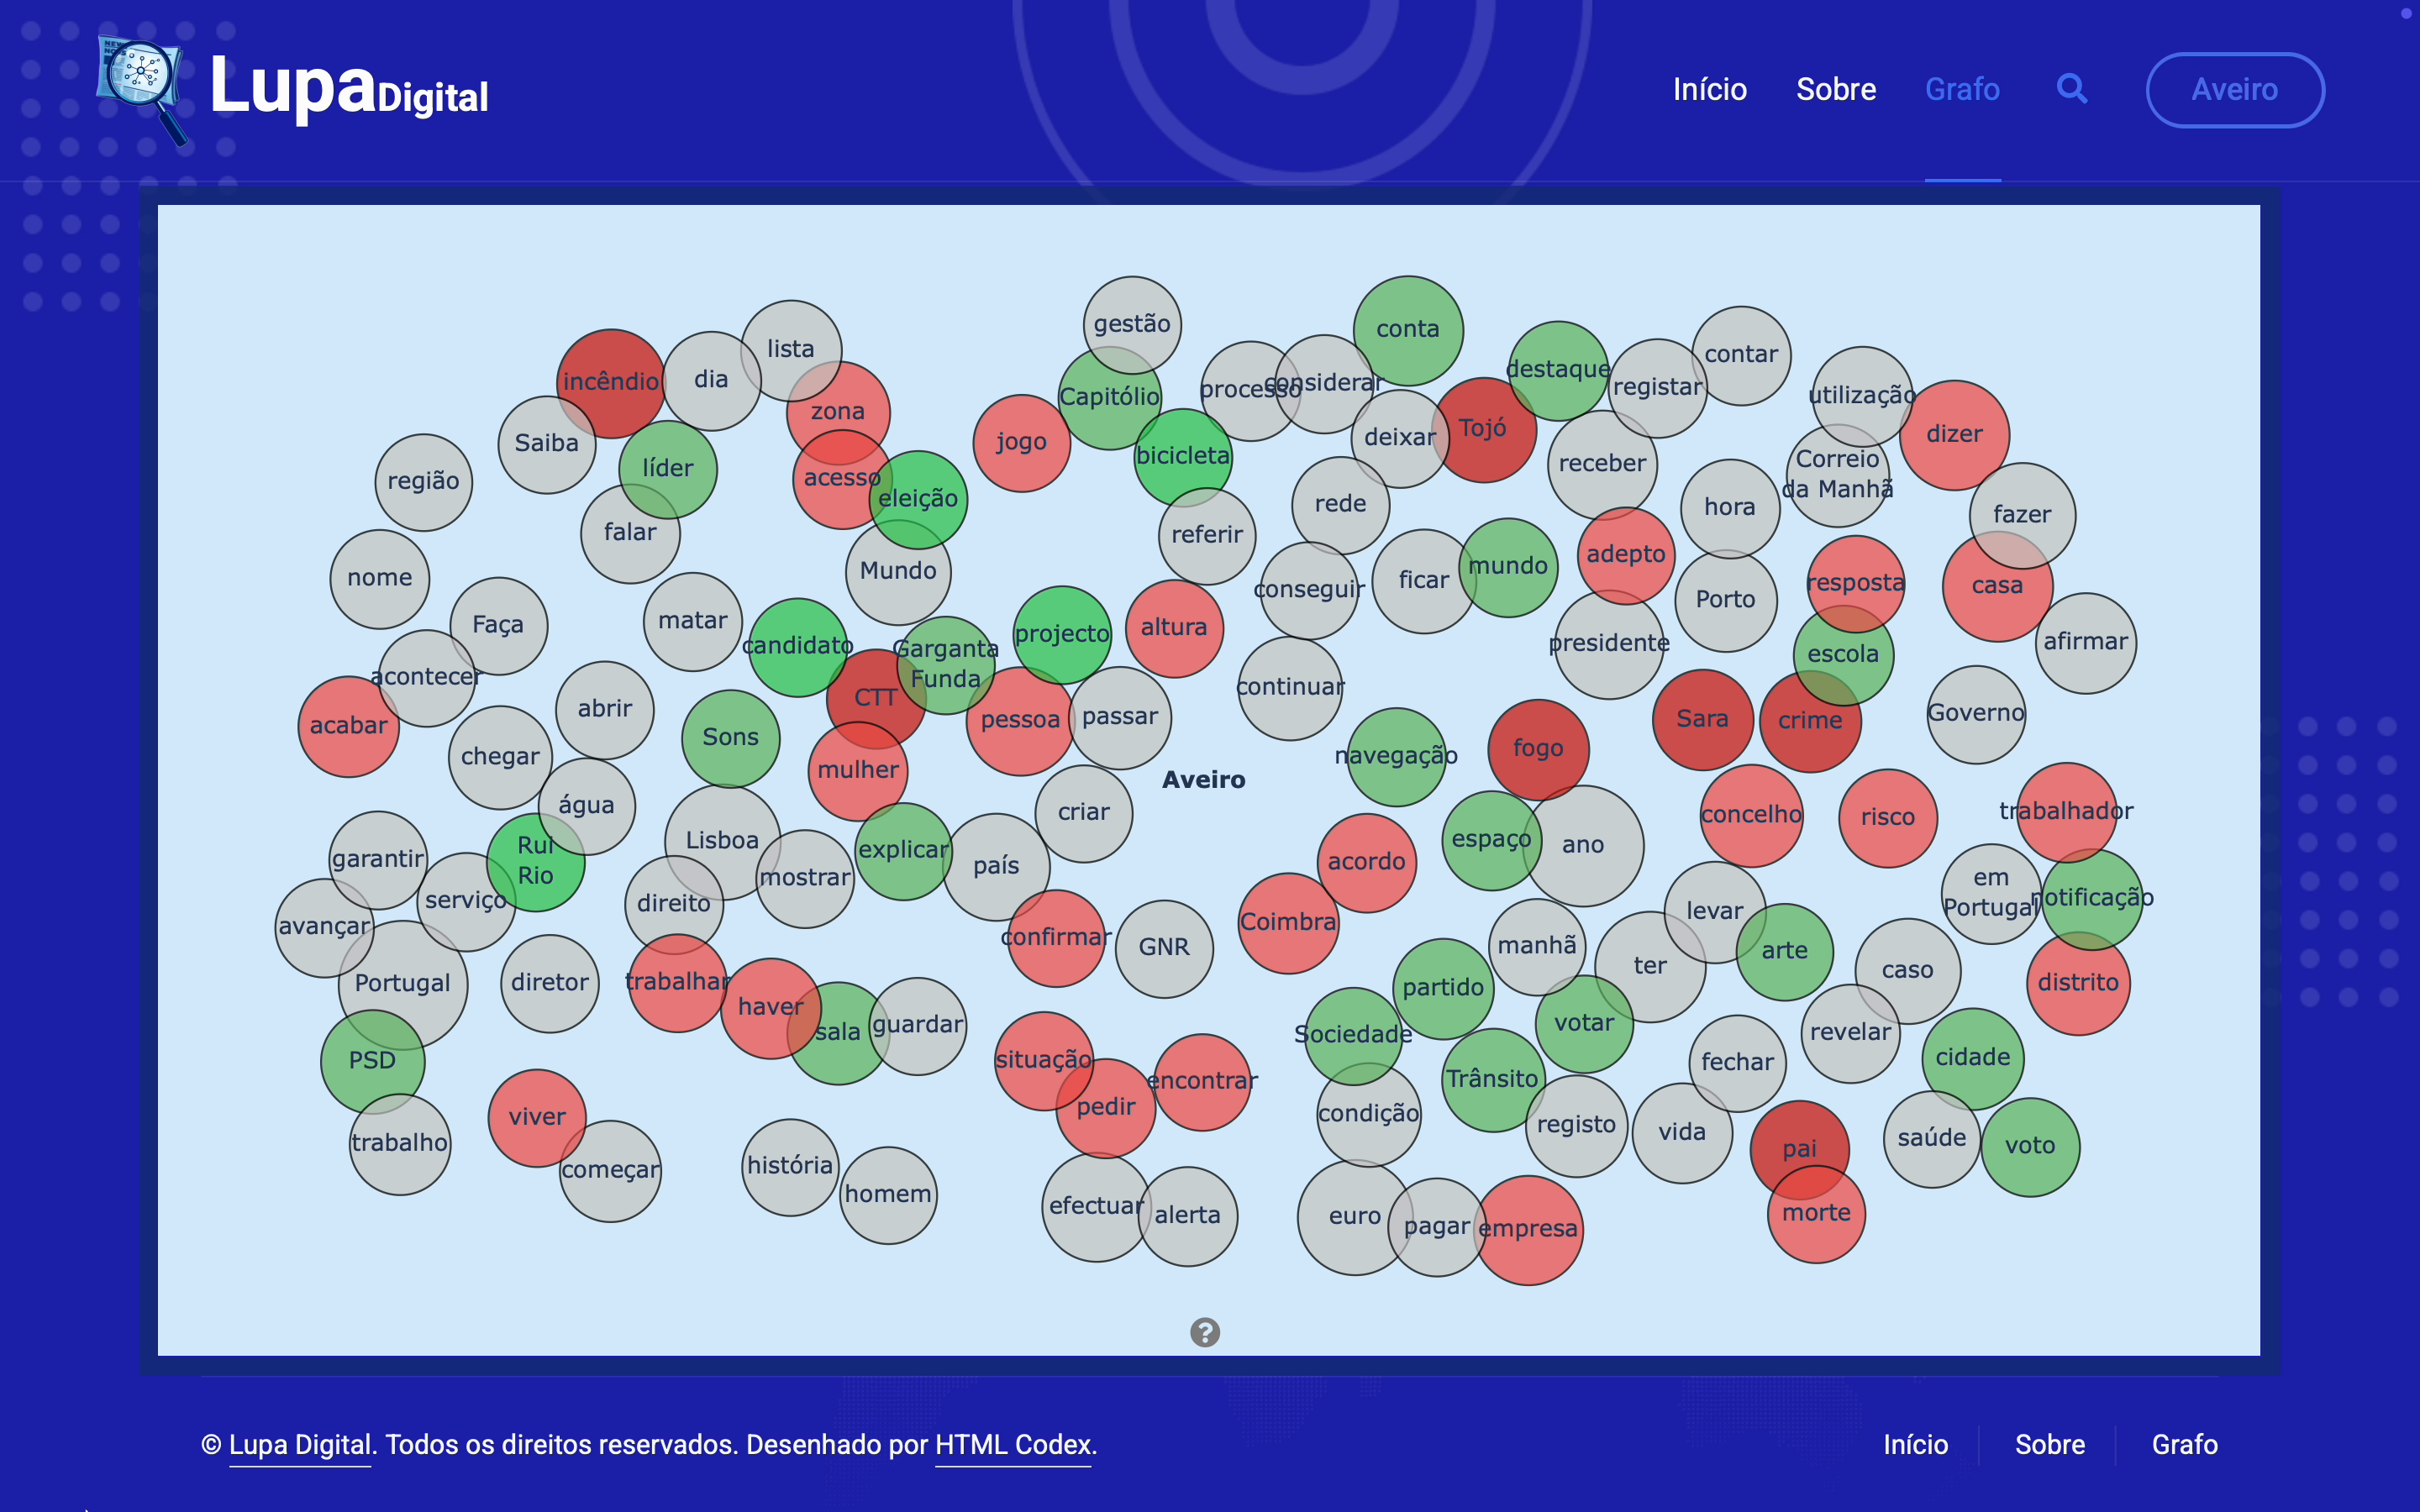 LupaDigital
Início
Sobre
Grafo
Aveiro
gestão
conta
lista
contar
incêndio
dia
destaque
considerar
processo
registar
utilização
Capitólio
zona
Tojó
dizer
deixar
jogo
Saiba
bicicleta
receber
Correio
da Manhã
líder
acesso
região
eleição
rede
hora
fazer
falar
referir
adepto
mundo
Mundo
nome
ficar
resposta
casa
conseguir
Porto
matar
Faça
altura
projecto
candidato
Garganta
Funda
presidente
afirmar
escola
acontecer
continuar
CTT
abrir
passar
pessoa
Governo
Sara
crime
acabar
Sons
fogo
chegar
navegação
mulher
Aveiro
água
criar
trabalhador
concelho
risco
Lisboa
espaço
ano
Rui
Rio
explicar
garantir
acordo
país
mostrar
em
Portugal
notificação
serviço
direito
levar
Coimbra
avançar
confirmar
manhã
GNR
arte
ter
caso
Portugal
diretor
trabalhar
distrito
partido
haver
votar
guardar
sala
revelar
Sociedade
cidade
PSD
situação
fechar
Trânsito
encontrar
pedir
condição
viver
registo
vida
saúde
trabalho
voto
pai
história
começar
homem
efectuar
morte
alerta
euro
pagar
empresa
?
© Lupa Digital. Todos os direitos reservados. Desenhado por HTML Codex.
Início
Sobre
Grafo